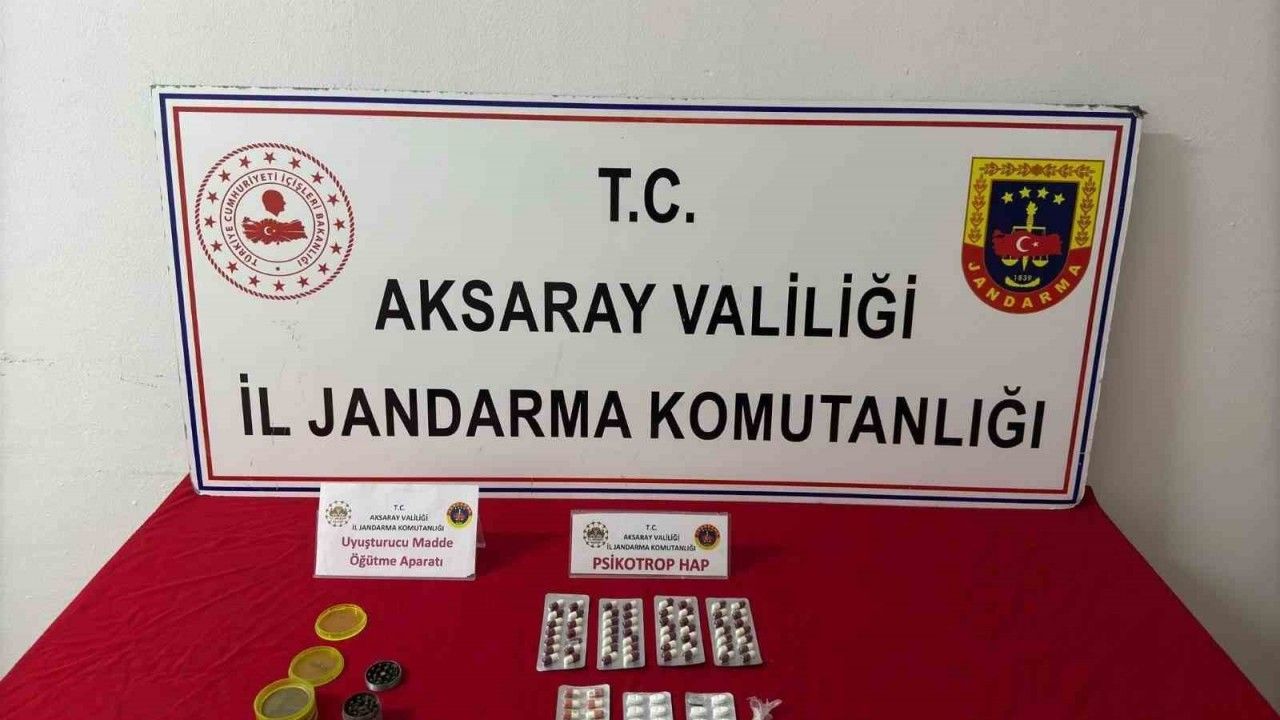 T.C.
AKSARAY VALİLİĞİ
İL JANDARMA KOMUTANLIĞI
TÜRKİYE CUMHURİYETİ İÇİŞLERİ BAKANLIĞI
1839
JANDARMA
T.C.
AKSARAY VALİLİĞİ
İL JANDARMA KOMUTANLIĞI
Uyuşturucu Madde
Öğütme Aparatı
T.C.
AKSARAY VALİLİĞİ
İL JANDARMA KOMUTANLIĞI
PSİKOTROP HAP